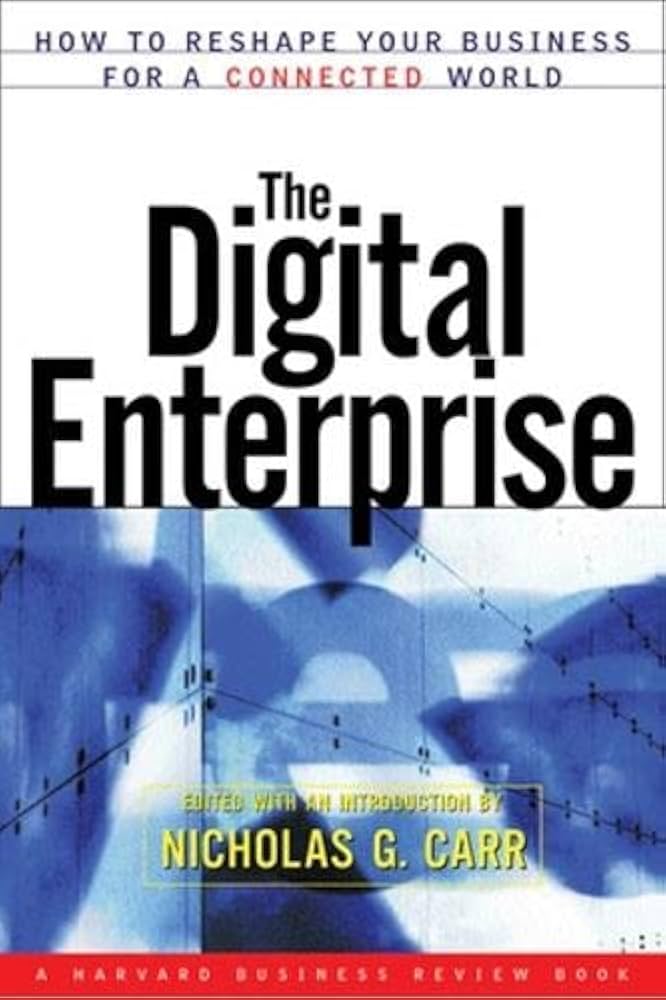 HOW TO RESHAPE YOUR BUSINESS
FOR A CONNECTED WORLD
The
Digital
Enterprise
EDITED WITH AN INTRODUCTION BY
NICHOLAS G. CARR
A HARVARD BUSINESS REVIEW BOOK